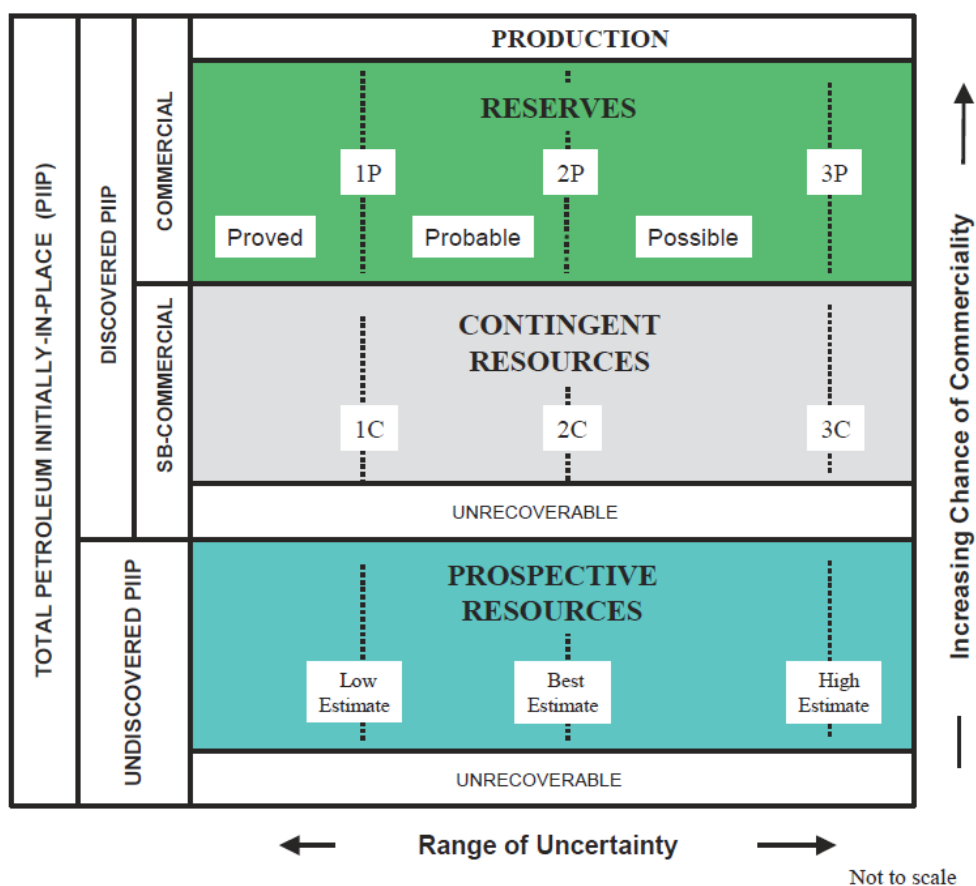 PRODUCTION
RESERVES
1P
2P
3P
Proved
Probable
Possible
CONTINGENT
RESOURCES
1C
2C
3C
UNRECOVERABLE
PROSPECTIVE
RESOURCES
Low
Estimate
Best
Estimate
High
Estimate
UNRECOVERABLE
TOTAL PETROLEUM INITIALLY-IN-PLACE (PIIP)
DISCOVERED PIIP
UNDISCOVERED PIIP
COMMERCIAL
SB-COMMERCIAL
Increasing Chance of Commerciality
Range of Uncertainty
Not to scale